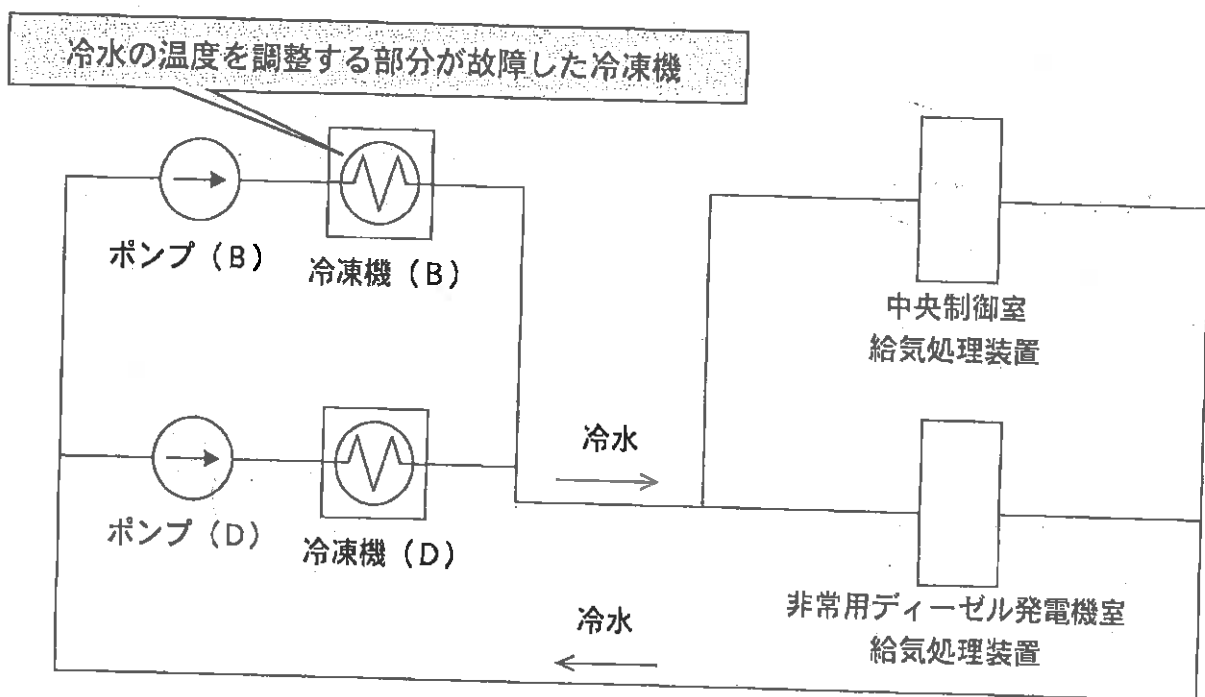 冷水の温度を調整する部分が故障した冷凍機
ポンプ（B）
冷凍機（B）
中央制御室
給気処理装置
冷水
ポンプ（D）
冷凍機（D）
非常用ディーゼル発電機室
給気処理装置
冷水